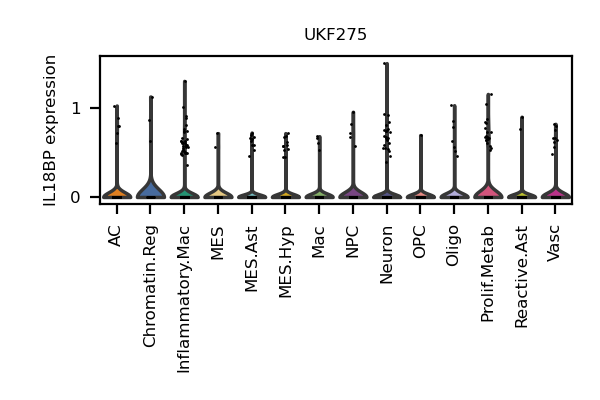 UKF275
IL18BP expression
1
0
AC
Chromatin.Reg
Inflammatory.Mac
MES
MES.Ast
MES.Hyp
Mac
NPC
Neuron
OPC
Oligo
Prolif.Metab
Reactive.Ast
Vasc